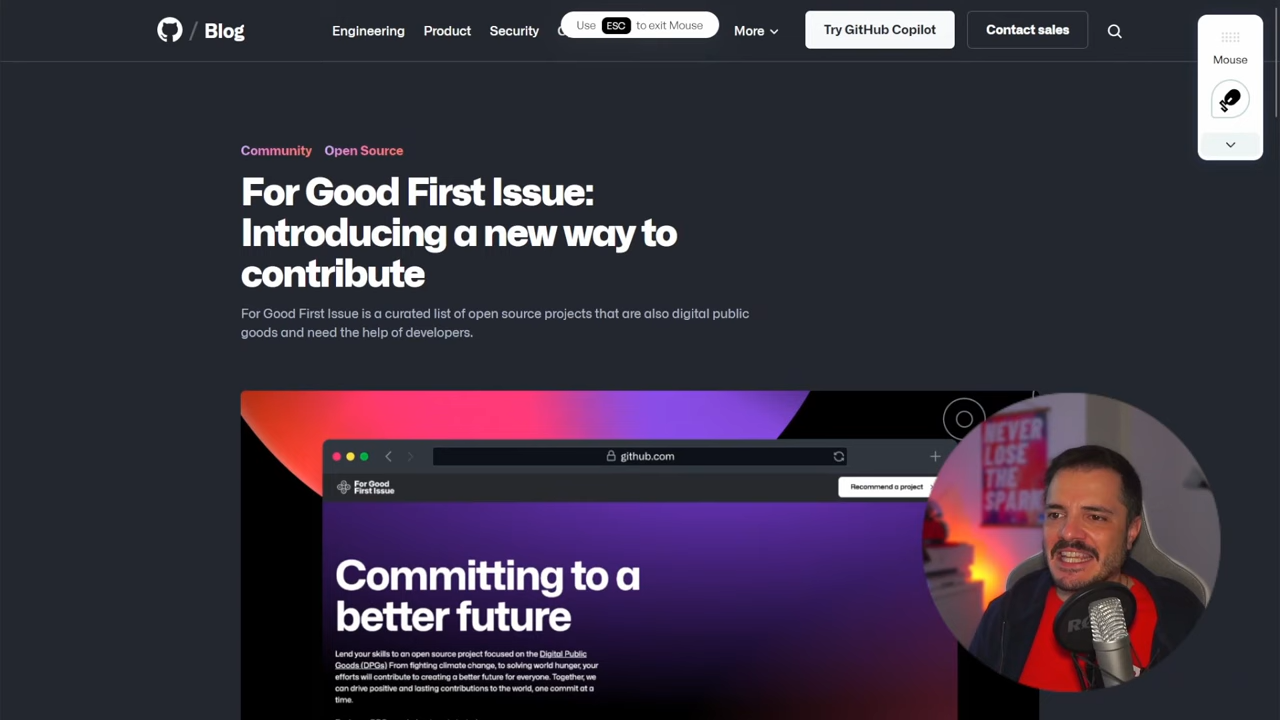 Blog
Engineering
Product
Security
Use ESC to exit Mouse
More
Try GitHub Copilot
Contact sales
Mouse
Community
Open Source
For Good First Issue:
Introducing a new way to
contribute
For Good First Issue is a curated list of open source projects that are also digital public
goods and need the help of developers.
github.com
For Good
First Issue
Recommend a project
Committing to a
better future
Lend your skills to an open source project focused on the Digital Public
Goods (DPGs) From fighting climate change, to solving world hunger, your
efforts will contribute to creating a better future for everyone. Together, we
can drive positive and lasting contributions to the world, one commit at a
time.
NEVER
LOSE
THE
SPARK